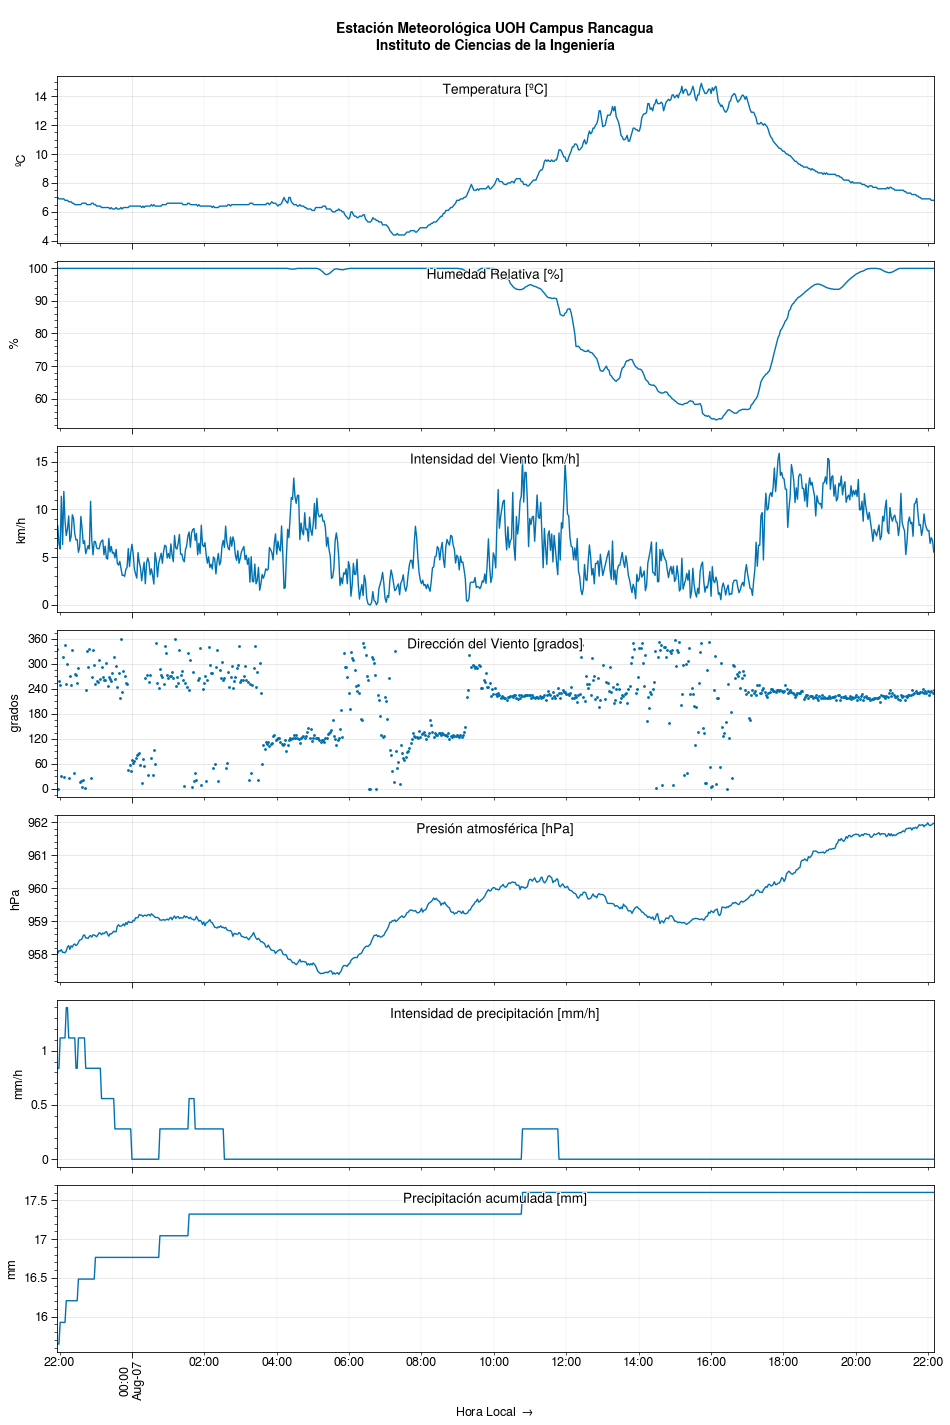 Estación Meteorológica UOH Campus Rancagua
Instituto de Ciencias de la Ingeniería
Temperatura [ºC]
ºC
14
12
10
8
6
4
Humedad Relativa [%]
%
100
90
80
70
60
Intensidad del Viento [km/h]
km/h
15
10
5
0
Dirección del Viento [grados]
grados
360
300
240
180
120
60
0
Presión atmosférica [hPa]
hPa
962
961
960
959
958
Intensidad de precipitación [mm/h]
mm/h
1
0.5
0
Precipitación acumulada [mm]
mm
17.5
17
16.5
16
22:00 00:00 02:00 04:00 06:00 08:00 10:00 12:00 14:00 16:00 18:00 20:00 22:00
Aug-07
Hora Local →